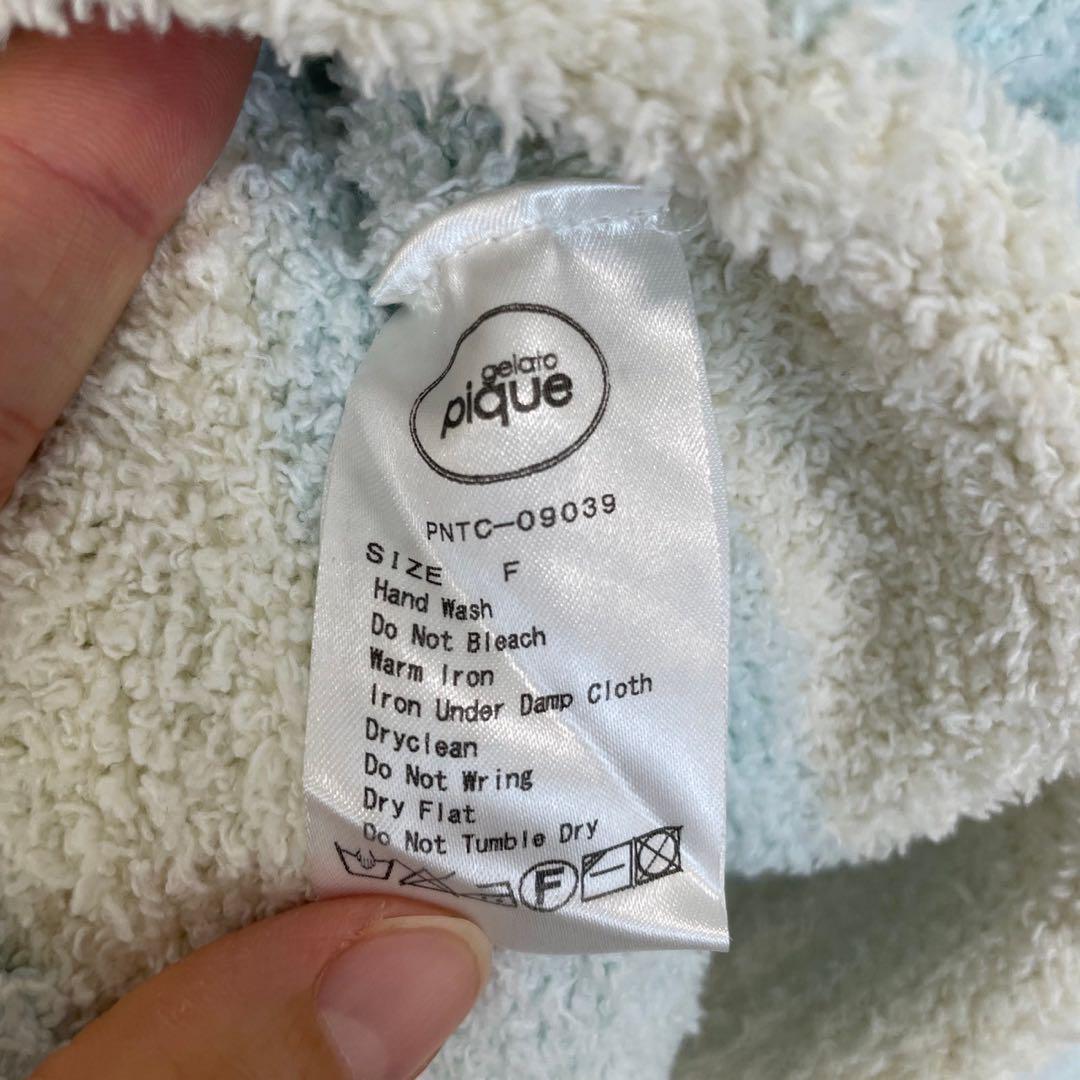 gelato
pique
PNTC-09039
SIZE F
Hand Wash
Do Not Bleach
Warm Iron
Iron Under Damp Cloth
Dryclean
Do Not Wring
Dry Flat
Do Not Tumble Dry
F